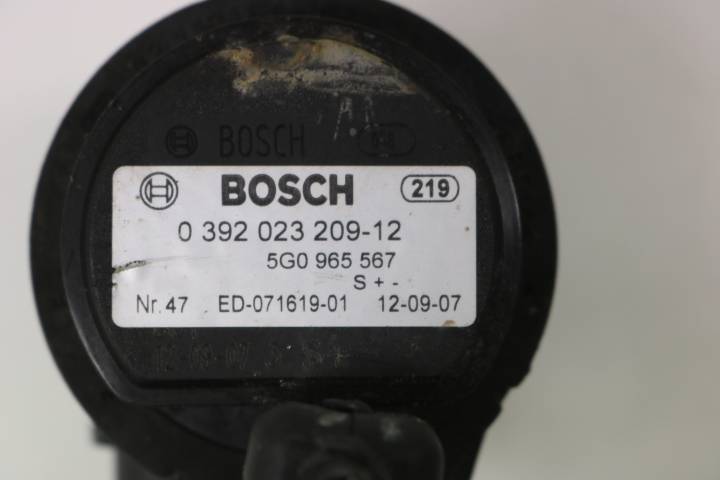 BOSCH
BOSCH 219
0 392 023 209-12
5G0 965 567
S + -
Nr. 47 ED-071619-01 12-09-07